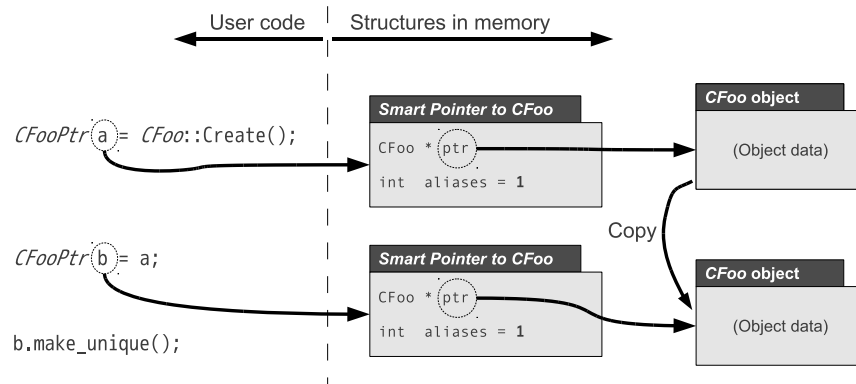 User code
Structures in memory
CFooPtr a = CFoo::Create();
Smart Pointer to CFoo
CFoo * ptr
int aliases = 1
CFoo object
(Object data)
Copy
CFooPtr b = a;
b.make_unique();
Smart Pointer to CFoo
CFoo * ptr
int aliases = 1
CFoo object
(Object data)